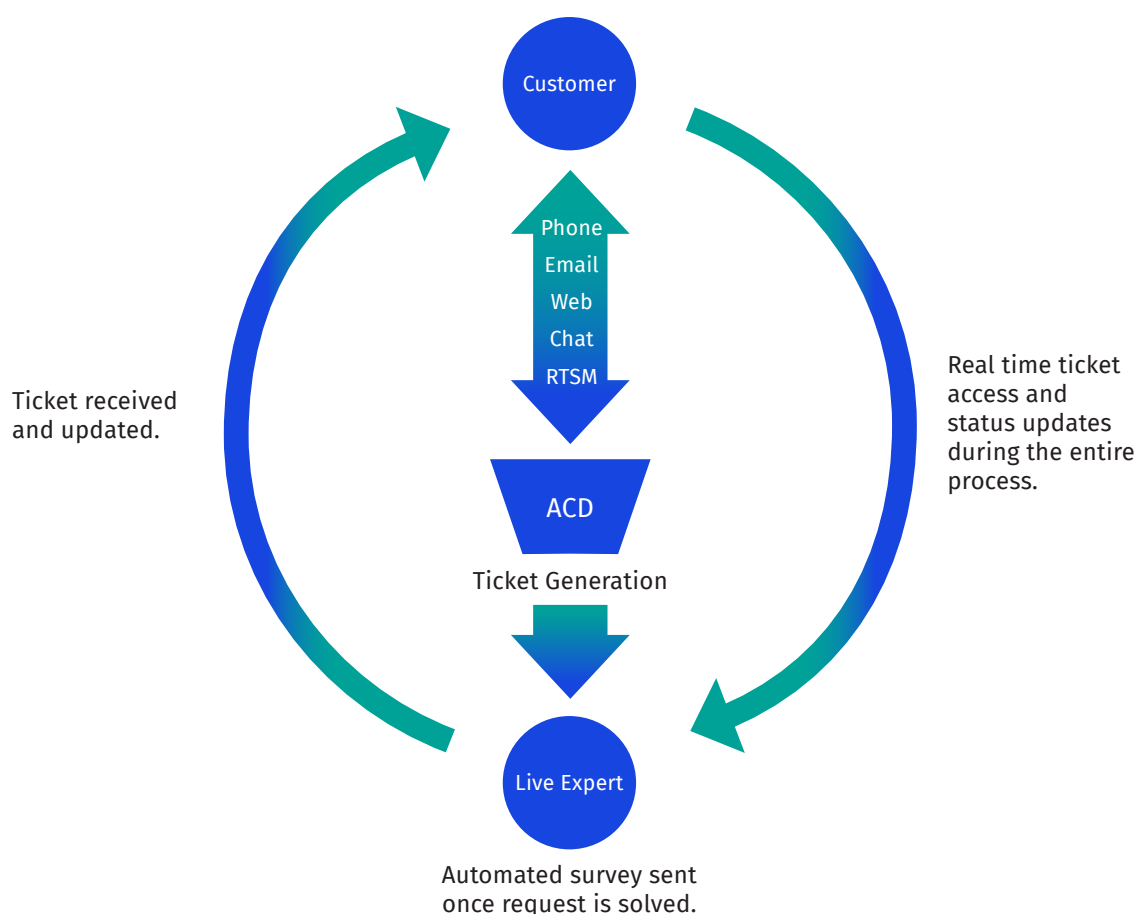 Customer
Phone
Email
Web
Chat
RTSM
Ticket received
and updated.
Real time ticket
access and
status updates
during the entire
process.
ACD
Ticket Generation
Live Expert
Automated survey sent
once request is solved.